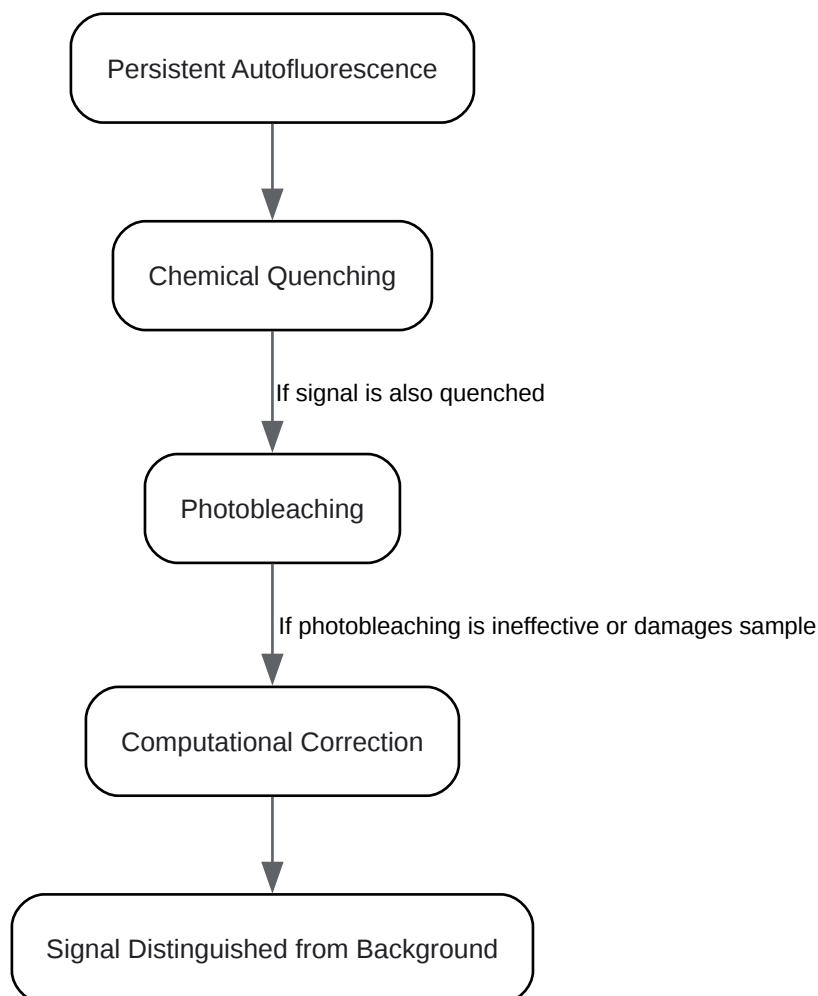 Persistent Autofluorescence
Chemical Quenching
If signal is also quenched
Photobleaching
If photobleaching is ineffective or damages sample
Computational Correction
Signal Distinguished from Background